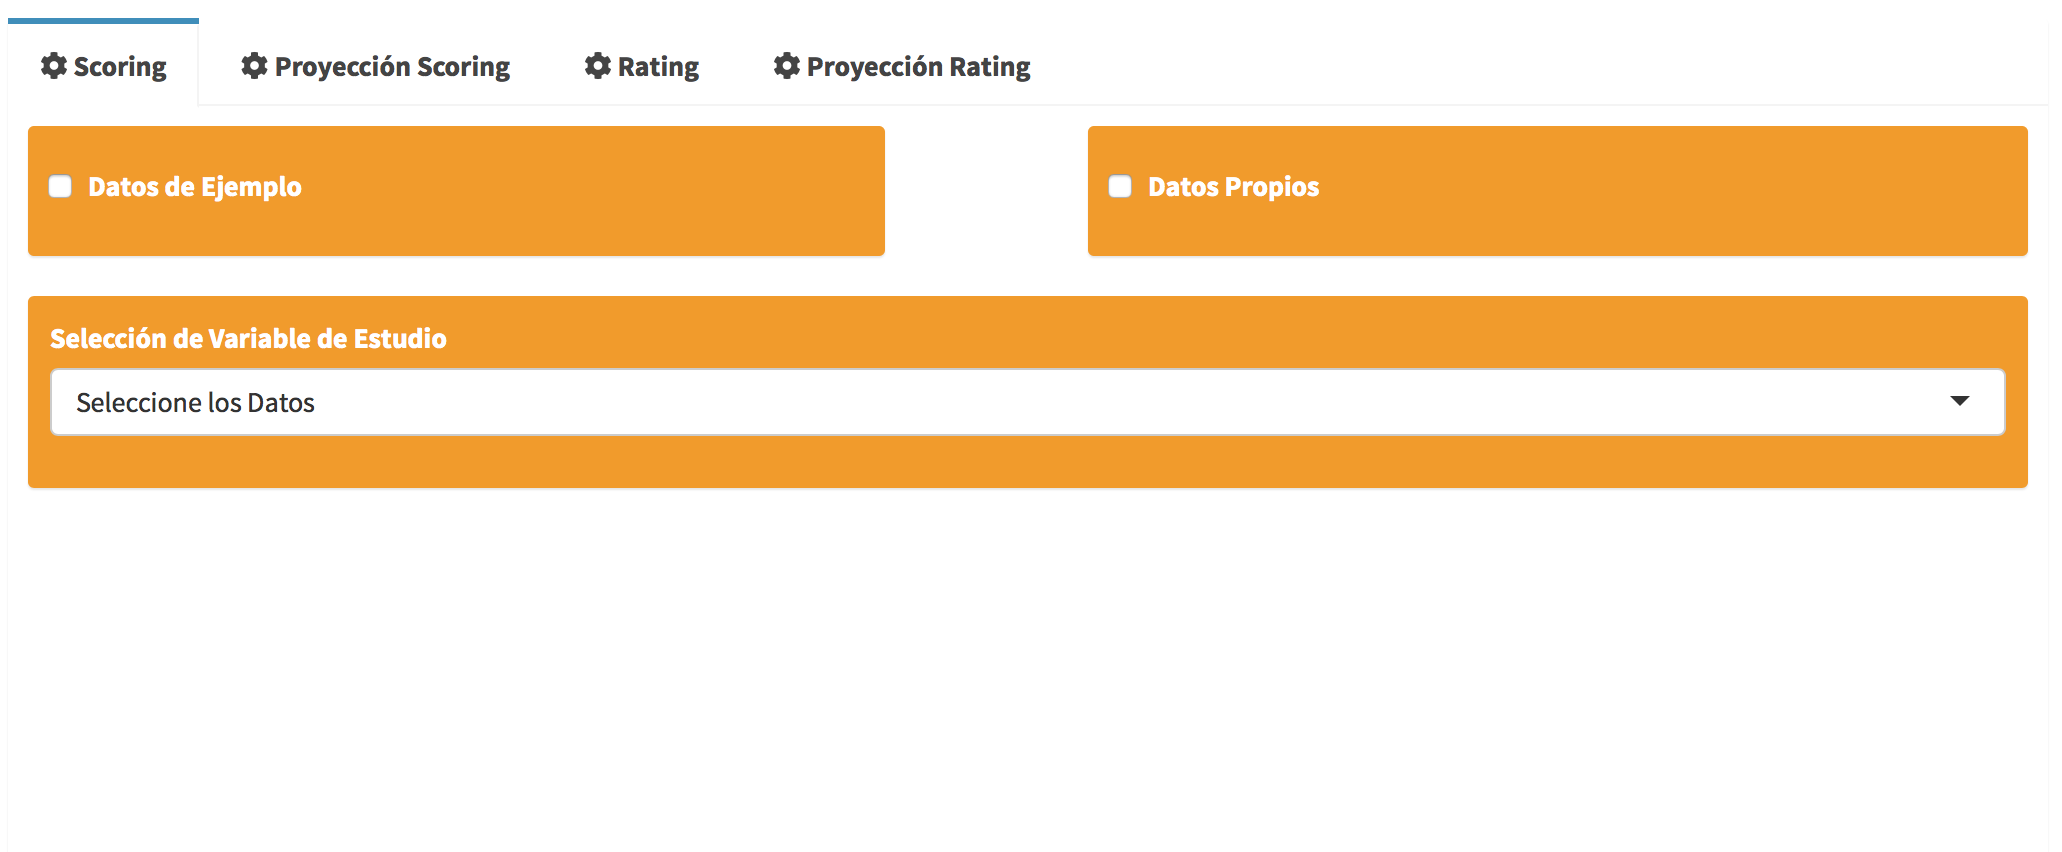 Scoring Proyección Scoring Rating Proyección Rating
Datos de Ejemplo Datos Propios
Selección de Variable de Estudio
Seleccione los Datos